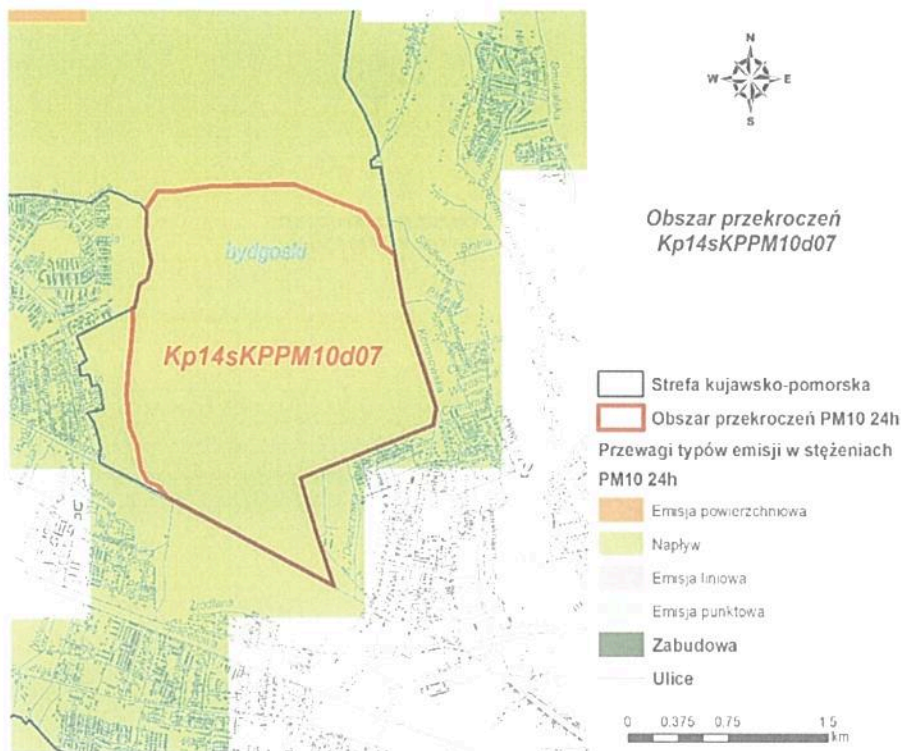 N
W E
S
Obszar przekroczeń
Kp14sKPPM10d07
bydgoski
Kp14sKPPM10d07
Strefa kujawsko-pomorska
Obszar przekroczeń PM10 24h
Przewagi typów emisji w stężeniach
PM10 24h
Emisja powierzchniowa
Napływ
Emisja liniowa
Emisja punktowa
Zabudowa
Ulice
0 0.375 0.75 1.5
km